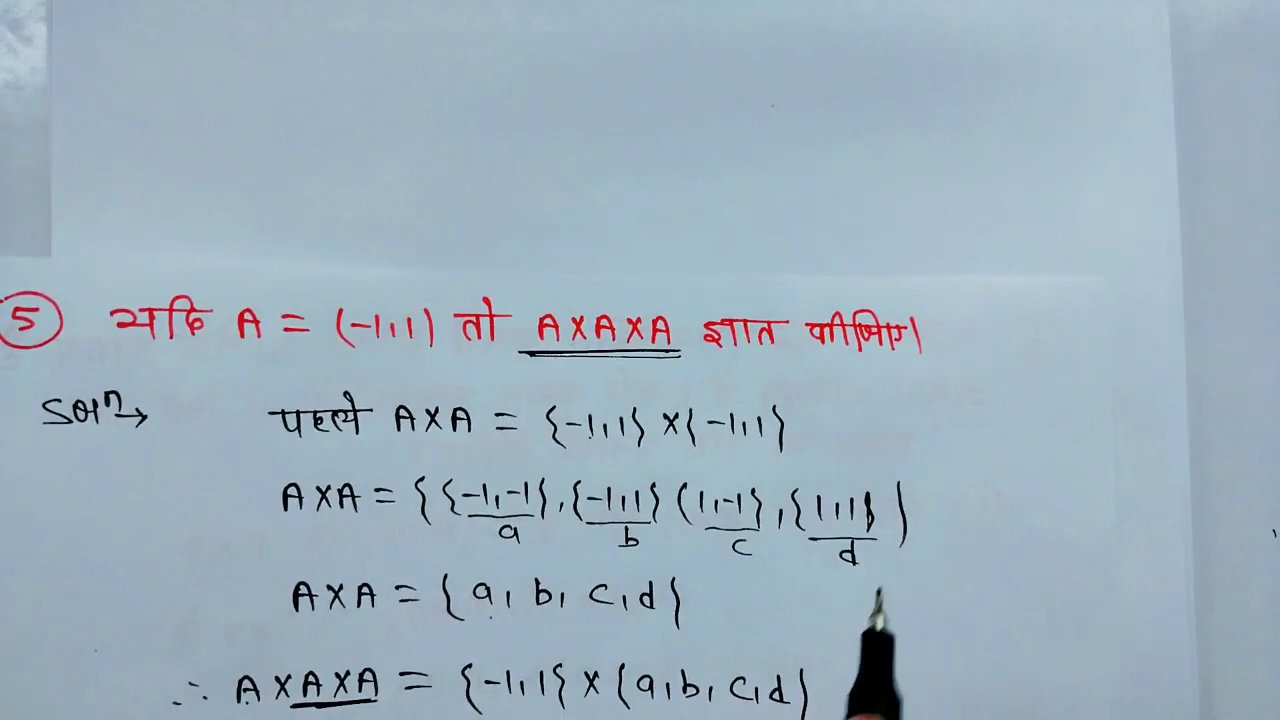 5 यदि A = (-1,1) तो A×A×A ज्ञात कीजिए।
Solⁿ→ पहले A×A = {-1,1} ×{-1,1}
A×A = { {-1,-1}, {-1,1} (1,-1}, {1,1} )
a b c d
A×A = {a, b, c, d}
∴ A×A×A = {-1,1} × {a,b, c,d}